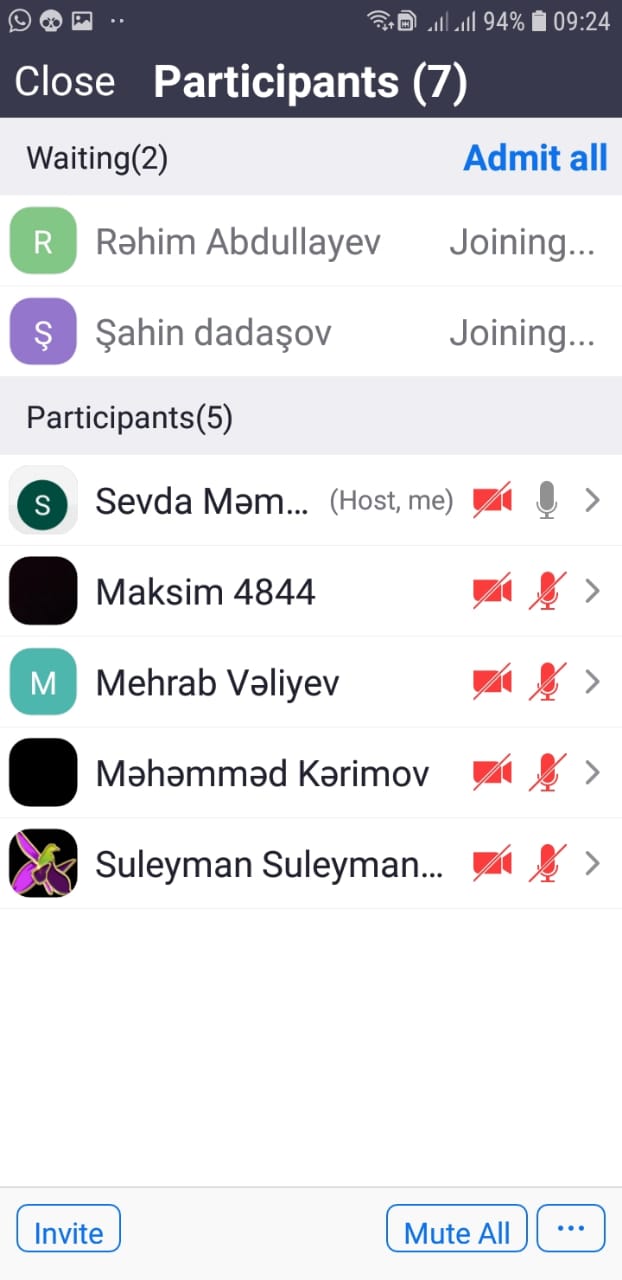 94% 09:24
Close Participants (7)
Waiting(2) Admit all
R Rəhim Abdullayev Joining...
Ş Şahin dadaşov Joining...
Participants(5)
S Sevda Məm... (Host, me)
Maksim 4844
M Mehrab Vəliyev
Məhəmməd Kərimov
Suleyman Suleyman...
Invite Mute All ...